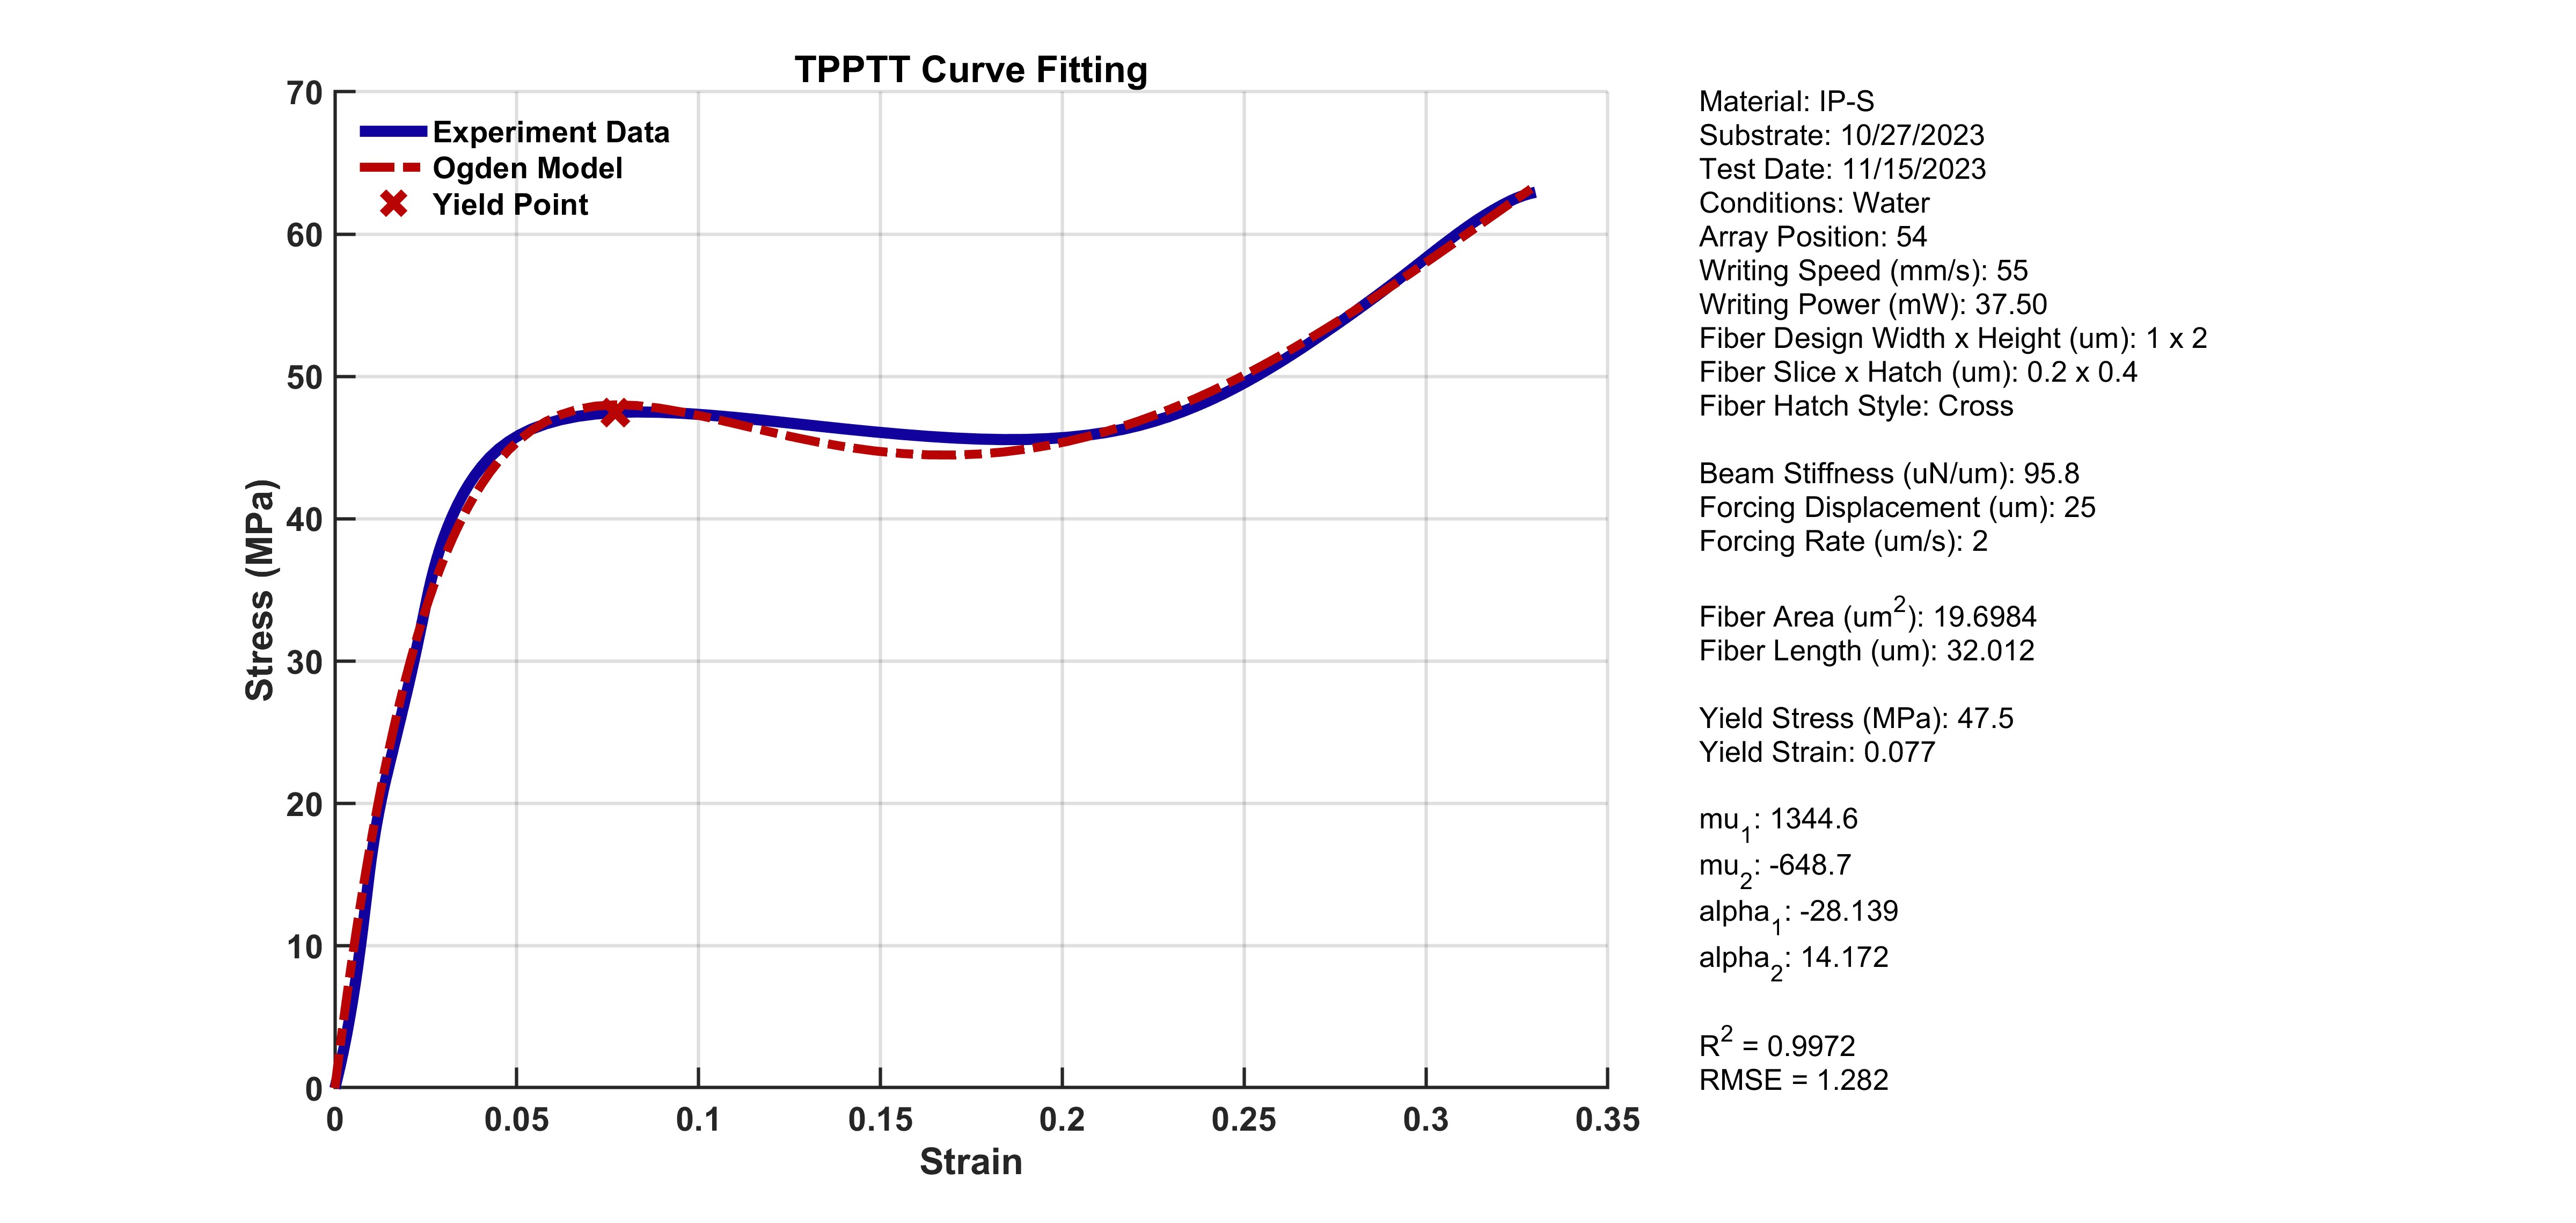 TPPTT Curve Fitting
70
60
50
40
30
20
10
0
Stress (MPa)
Experiment Data
Ogden Model
Yield Point
0 0.05 0.1 0.15 0.2 0.25 0.3 0.35
Strain
Material: IP-S
Substrate: 10/27/2023
Test Date: 11/15/2023
Conditions: Water
Array Position: 54
Writing Speed (mm/s): 55
Writing Power (mW): 37.50
Fiber Design Width x Height (um): 1 x 2
Fiber Slice x Hatch (um): 0.2 x 0.4
Fiber Hatch Style: Cross
Beam Stiffness (uN/um): 95.8
Forcing Displacement (um): 25
Forcing Rate (um/s): 2
Fiber Area (um²): 19.6984
Fiber Length (um): 32.012
Yield Stress (MPa): 47.5
Yield Strain: 0.077
mu₁: 1344.6
mu₂: -648.7
alpha₁: -28.139
alpha₂: 14.172
R² = 0.9972
RMSE = 1.282